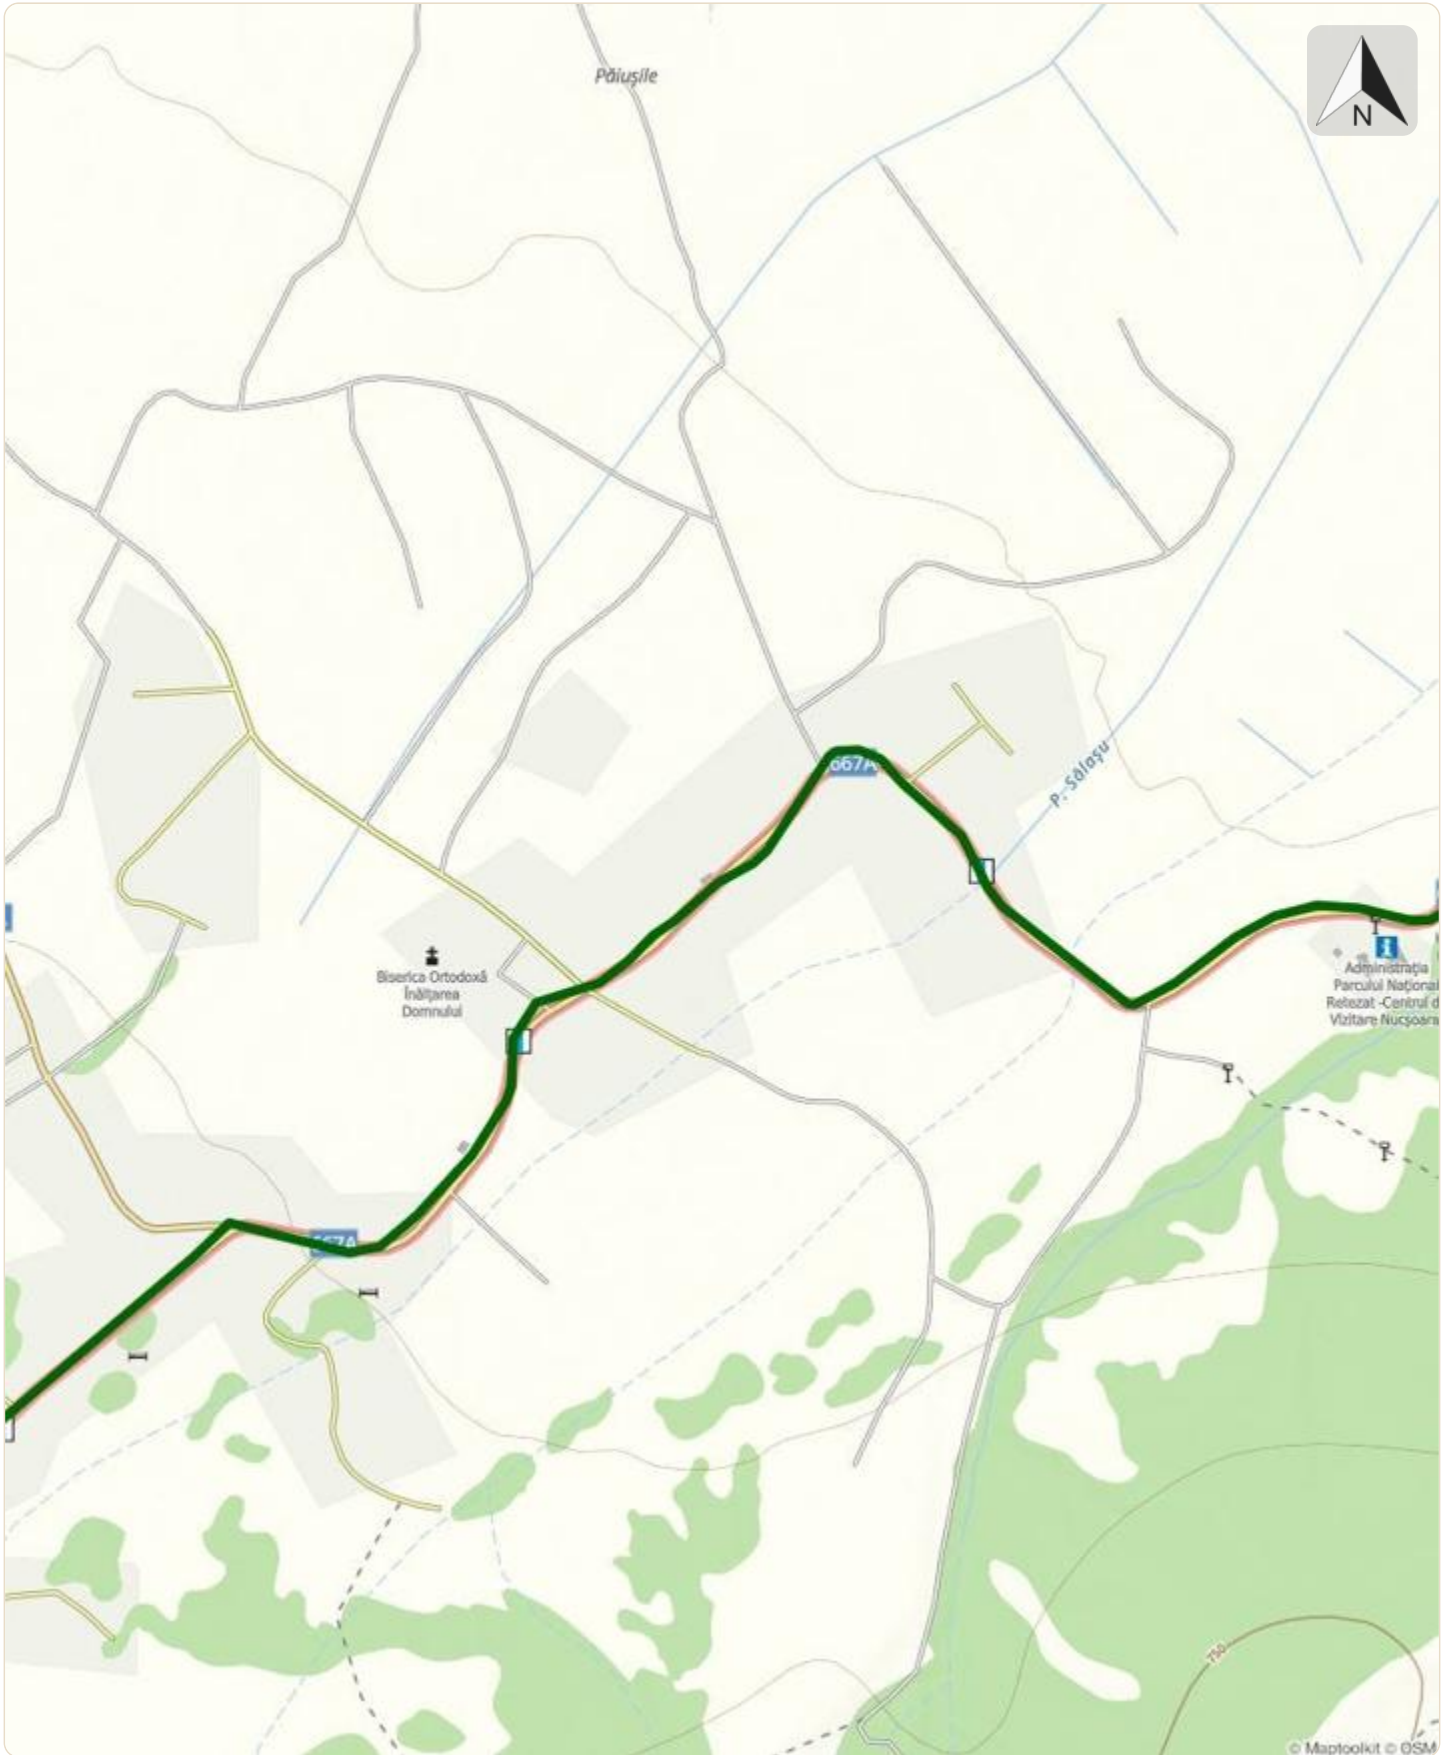 Păiușile
N
667A
P. Sălașu
Biserica Ortodoxă
Înălțarea
Domnului
i
Administrația
Parcului Național
Retezat -Centrul d
Vizitare Nucșoara
667A
750
© Maptoolkit © OSM